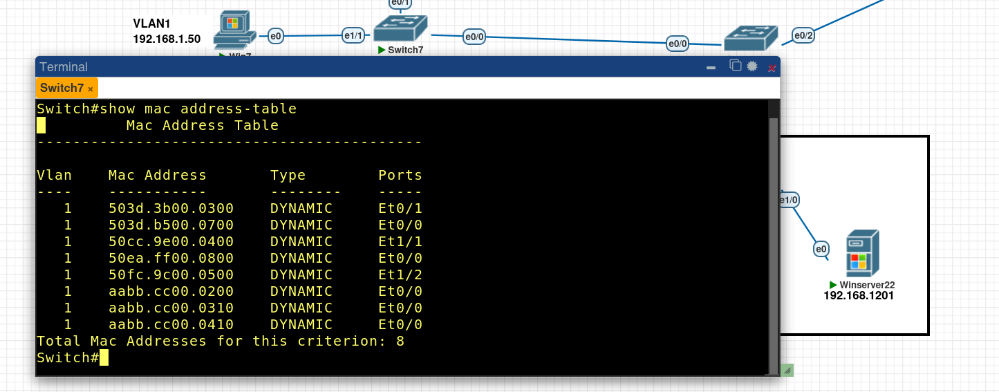 e0/1
VLAN1
192.168.1.50
e0
e1/1
e0/0
e0/0
e0/2
Win7
Switch7
Terminal
Switch7 ×
Switch#show mac address-table
Mac Address Table
-------------------------------------------
Vlan    Mac Address       Type        Ports
----    -----------       --------    -----
   1    503d.3b00.0300    DYNAMIC     Et0/1
   1    503d.b500.0700    DYNAMIC     Et0/0
   1    50cc.9e00.0400    DYNAMIC     Et1/1
   1    50ea.ff00.0800    DYNAMIC     Et0/0
   1    50fc.9c00.0500    DYNAMIC     Et1/2
   1    aabb.cc00.0200    DYNAMIC     Et0/0
   1    aabb.cc00.0310    DYNAMIC     Et0/0
   1    aabb.cc00.0410    DYNAMIC     Et0/0
Total Mac Addresses for this criterion: 8
Switch#
e1/0
e0
Winserver22
192.168.1201